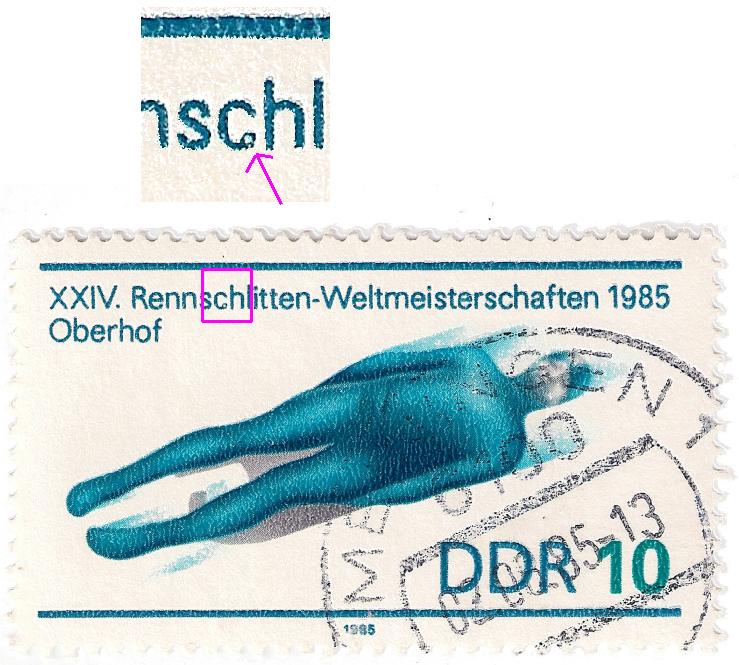 nschl
XXIV. Rennschlitten-Weltmeisterschaften 1985
Oberhof
DDR 10
1985